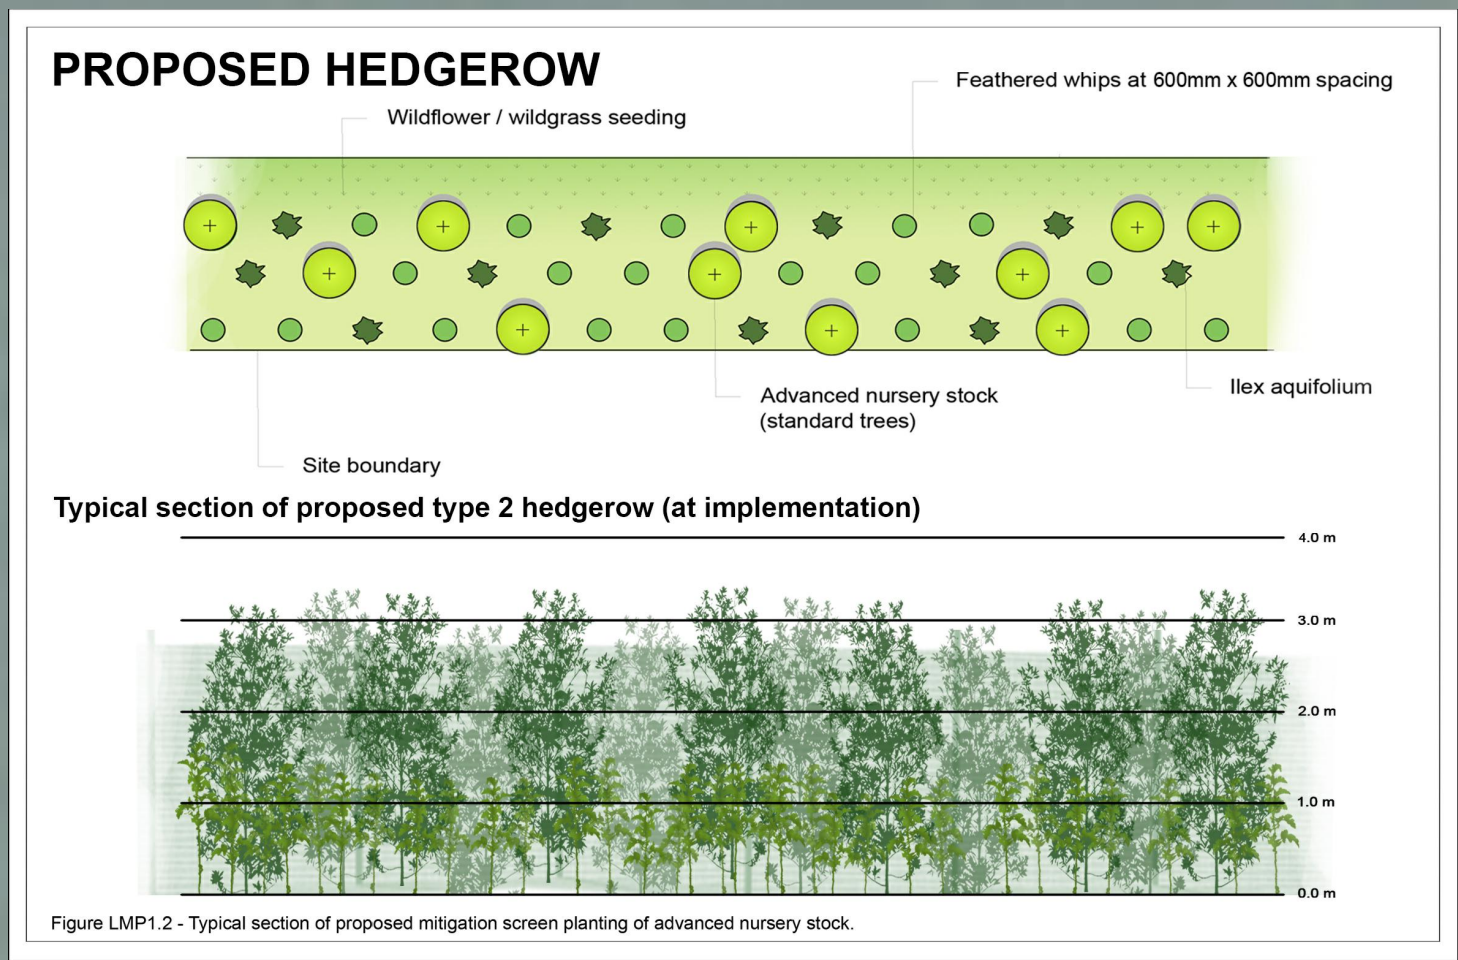 PROPOSED HEDGEROW
Feathered whips at 600mm x 600mm spacing
Wildflower / wildgrass seeding
Ilex aquifolium
Advanced nursery stock
(standard trees)
Site boundary
Typical section of proposed type 2 hedgerow (at implementation)
4.0 m
3.0 m
2.0 m
1.0 m
0.0 m
Figure LMP1.2 - Typical section of proposed mitigation screen planting of advanced nursery stock.